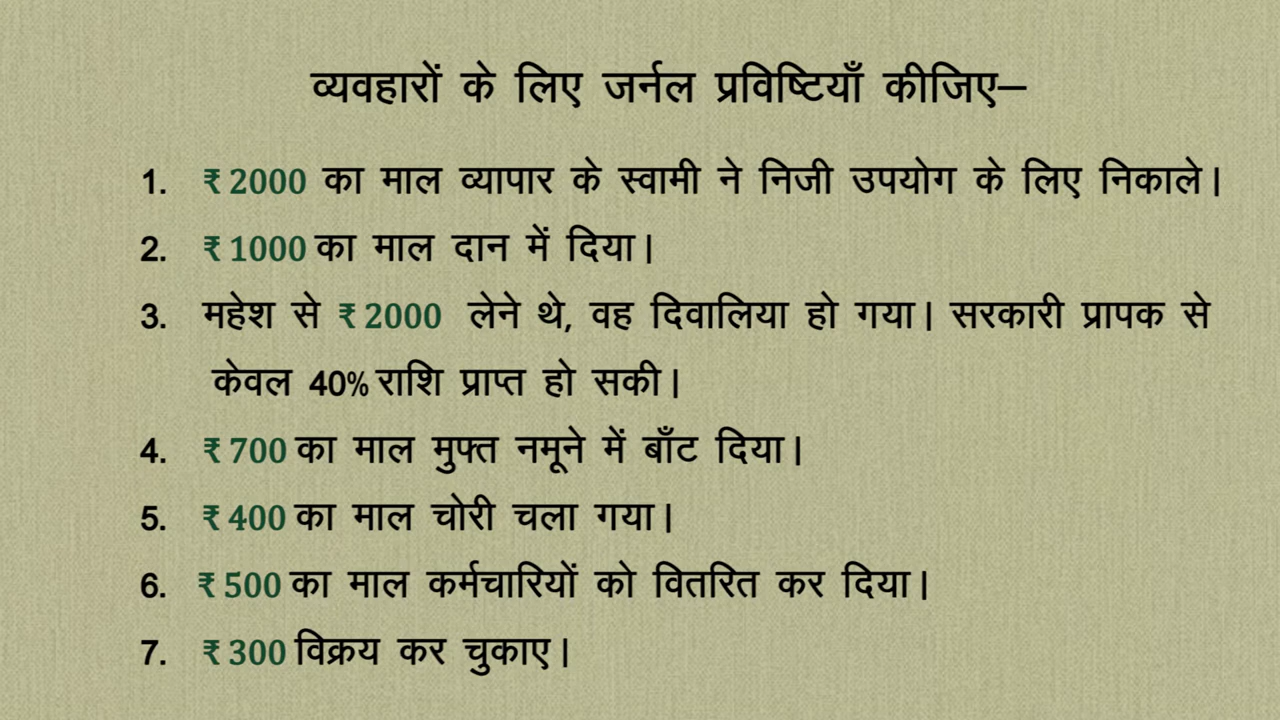 व्यवहारों के लिए जर्नल प्रविष्टियाँ कीजिए–
1. ₹ 2000 का माल व्यापार के स्वामी ने निजी उपयोग के लिए निकाले।
2. ₹ 1000 का माल दान में दिया।
3. महेश से ₹ 2000 लेने थे, वह दिवालिया हो गया। सरकारी प्रापक से
केवल 40% राशि प्राप्त हो सकी।
4. ₹ 700 का माल मुफ्त नमूने में बाँट दिया।
5. ₹ 400 का माल चोरी चला गया।
6. ₹ 500 का माल कर्मचारियों को वितरित कर दिया।
7. ₹ 300 विक्रय कर चुकाए।